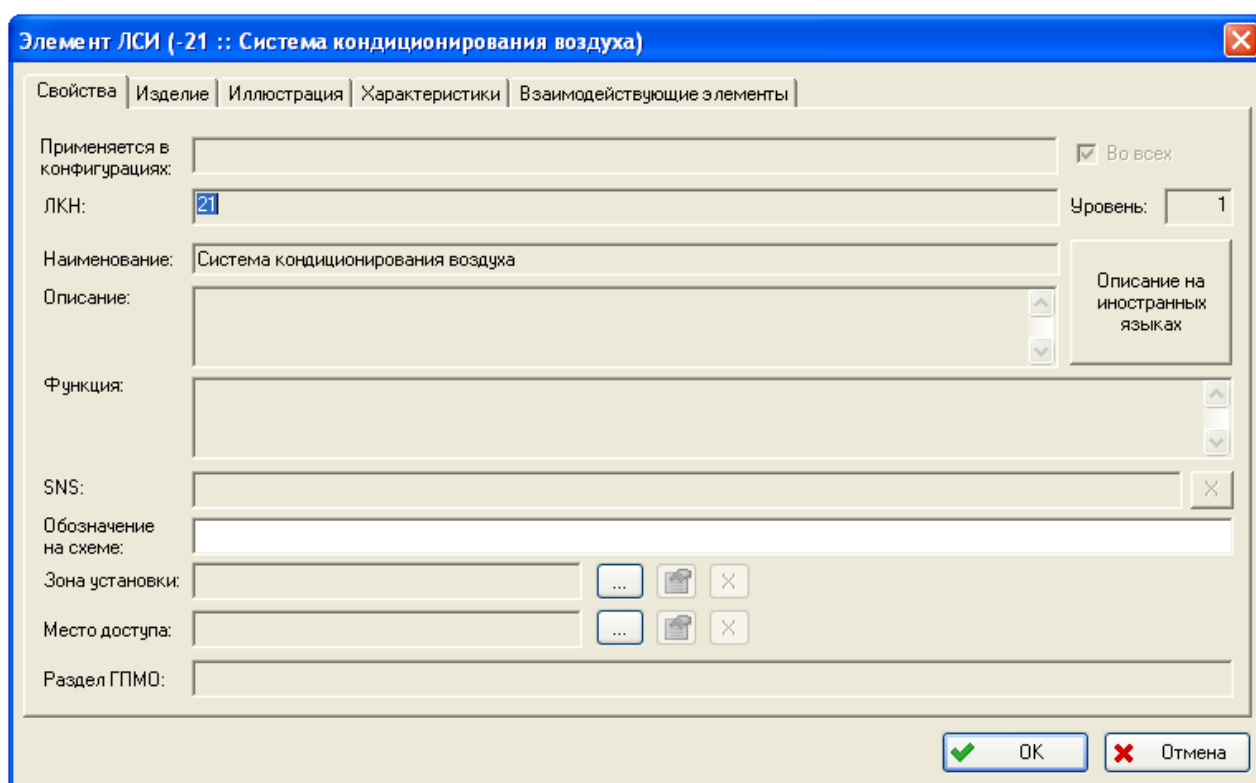 Элемент ЛСИ (-21 :: Система кондиционирования воздуха)
Свойства Изделие Иллюстрация Характеристики Взаимодействующие элементы
Применяется в
конфигурациях:
Во всех
ЛКН: 21 Уровень: 1
Наименование: Система кондиционирования воздуха
Описание:
Описание на
иностранных
языках
Функция:
SNS: X
Обозначение
на схеме:
Зона установки: ... X
Место доступа: ... X
Раздел ГПМО:
OK Отмена